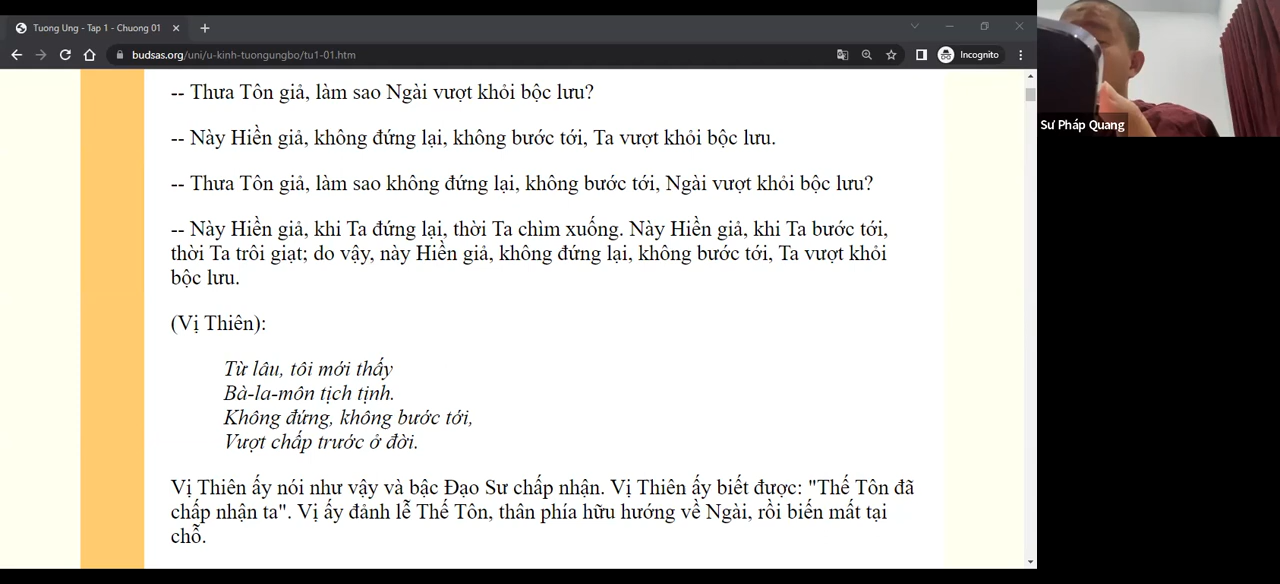 Tuong Ung - Tap 1 - Chuong 01
budsas.org/uni/u-kinh-tuongungbo/tu1-01.htm
Incognito
-- Thưa Tôn giả, làm sao Ngài vượt khỏi bộc lưu?
-- Này Hiền giả, không đứng lại, không bước tới, Ta vượt khỏi bộc lưu.
-- Thưa Tôn giả, làm sao không đứng lại, không bước tới, Ngài vượt khỏi bộc lưu?
-- Này Hiền giả, khi Ta đứng lại, thời Ta chìm xuống. Này Hiền giả, khi Ta bước tới,
thời Ta trôi giạt; do vậy, này Hiền giả, không đứng lại, không bước tới, Ta vượt khỏi
bộc lưu.
(Vị Thiên):
Từ lâu, tôi mới thấy
Bà-la-môn tịch tịnh.
Không đứng, không bước tới,
Vượt chấp trước ở đời.
Vị Thiên ấy nói như vậy và bậc Đạo Sư chấp nhận. Vị Thiên ấy biết được: "Thế Tôn đã
chấp nhận ta". Vị ấy đảnh lễ Thế Tôn, thân phía hữu hướng về Ngài, rồi biến mất tại
chỗ.
Sư Pháp Quang